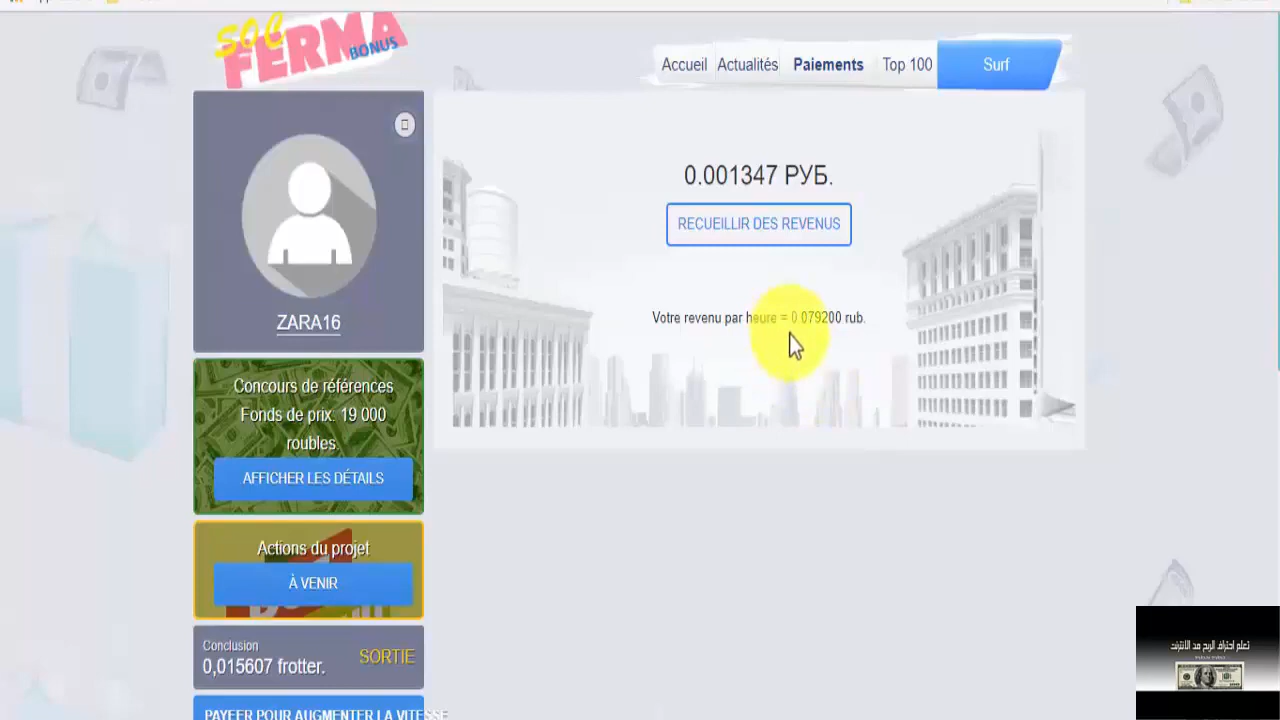 SOC
FERMA
BONUS
Accueil
Actualités
Paiements
Top 100
Surf
0.001347 РУБ.
RECUEILLIR DES REVENUS
Votre revenu par heure = 0.079200 rub.
ZARA16
Concours de références
Fonds de prix: 19 000
roubles.
AFFICHER LES DÉTAILS
Actions du projet
À VENIR
Conclusion
0,015607 frotter.
SORTIE
PAYEER POUR AUGMENTER LA VITESSE
تعلم احتراف الربح من الانترنت